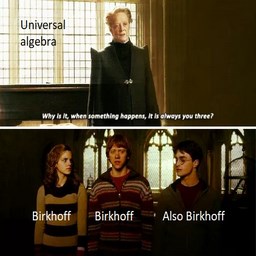 Universal
algebra
Why is it, when something happens, it is always you three?
Birkhoff Birkhoff Also Birkhoff